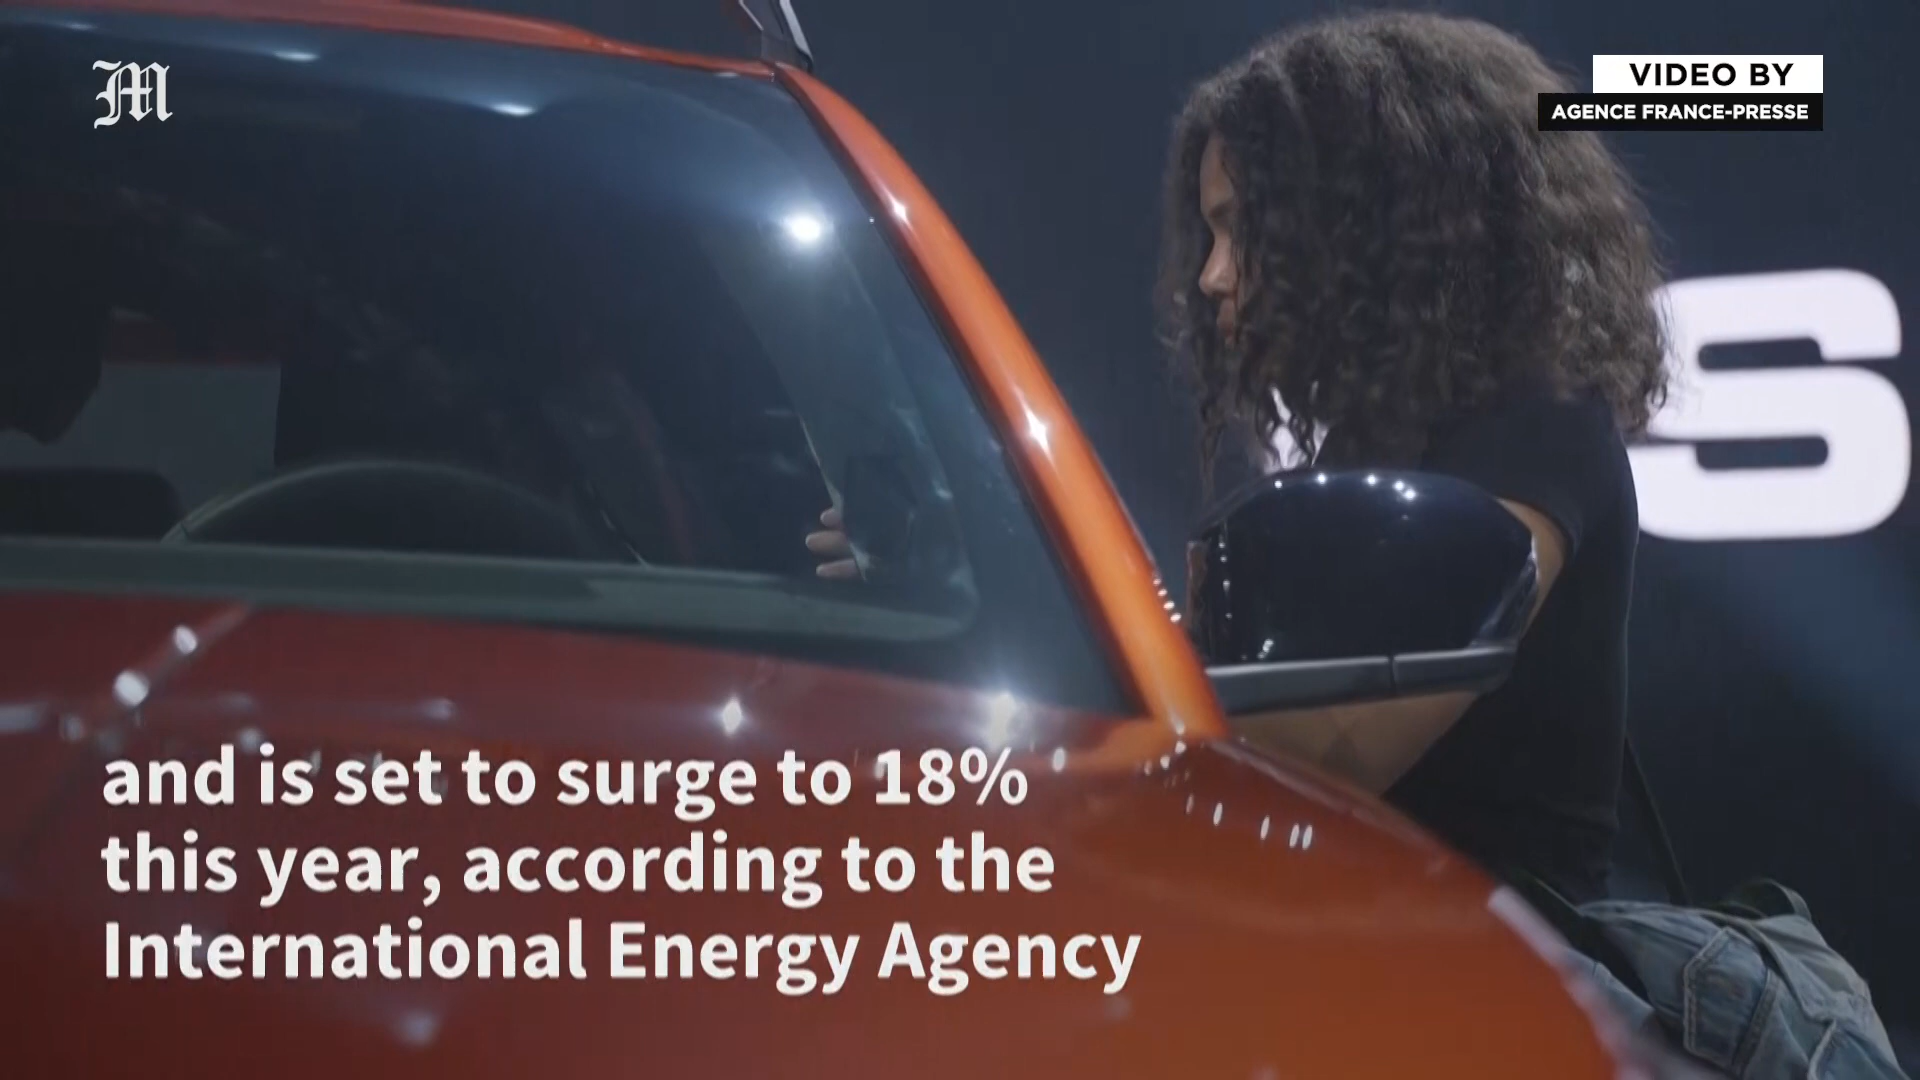 M
VIDEO BY
AGENCE FRANCE-PRESSE
S
and is set to surge to 18%
this year, according to the
International Energy Agency